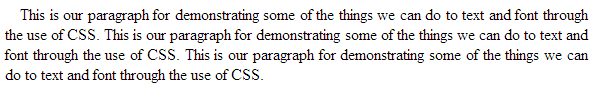 This is our paragraph for demonstrating some of the things we can do to text and font through
the use of CSS. This is our paragraph for demonstrating some of the things we can do to text and
font through the use of CSS. This is our paragraph for demonstrating some of the things we can
do to text and font through the use of CSS.